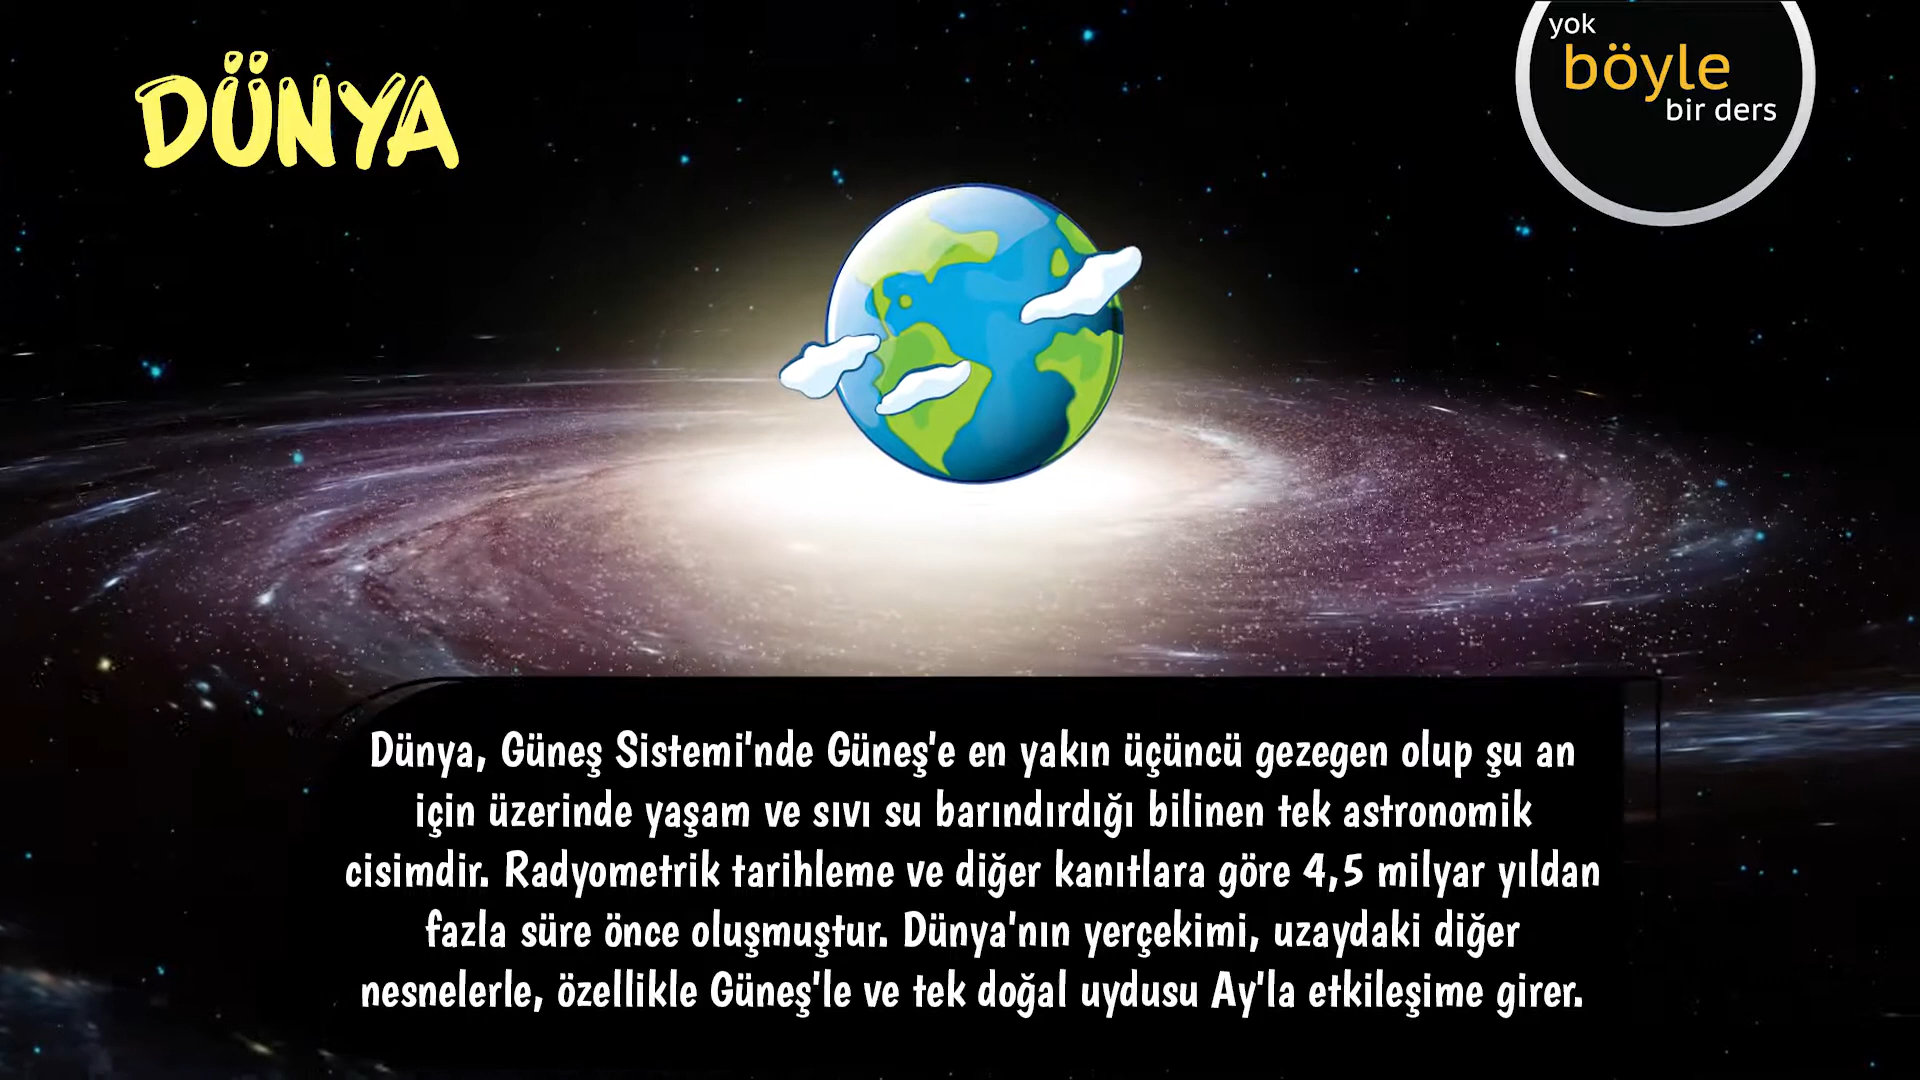 DÜNYA
yok
böyle
bir ders
Dünya, Güneş Sistemi'nde Güneş'e en yakın üçüncü gezegen olup şu an
için üzerinde yaşam ve sıvı su barındırdığı bilinen tek astronomik
cisimdir. Radyometrik tarihleme ve diğer kanıtlara göre 4,5 milyar yıldan
fazla süre önce oluşmuştur. Dünya'nın yerçekimi, uzaydaki diğer
nesnelerle, özellikle Güneş'le ve tek doğal uydusu Ay'la etkileşime girer.